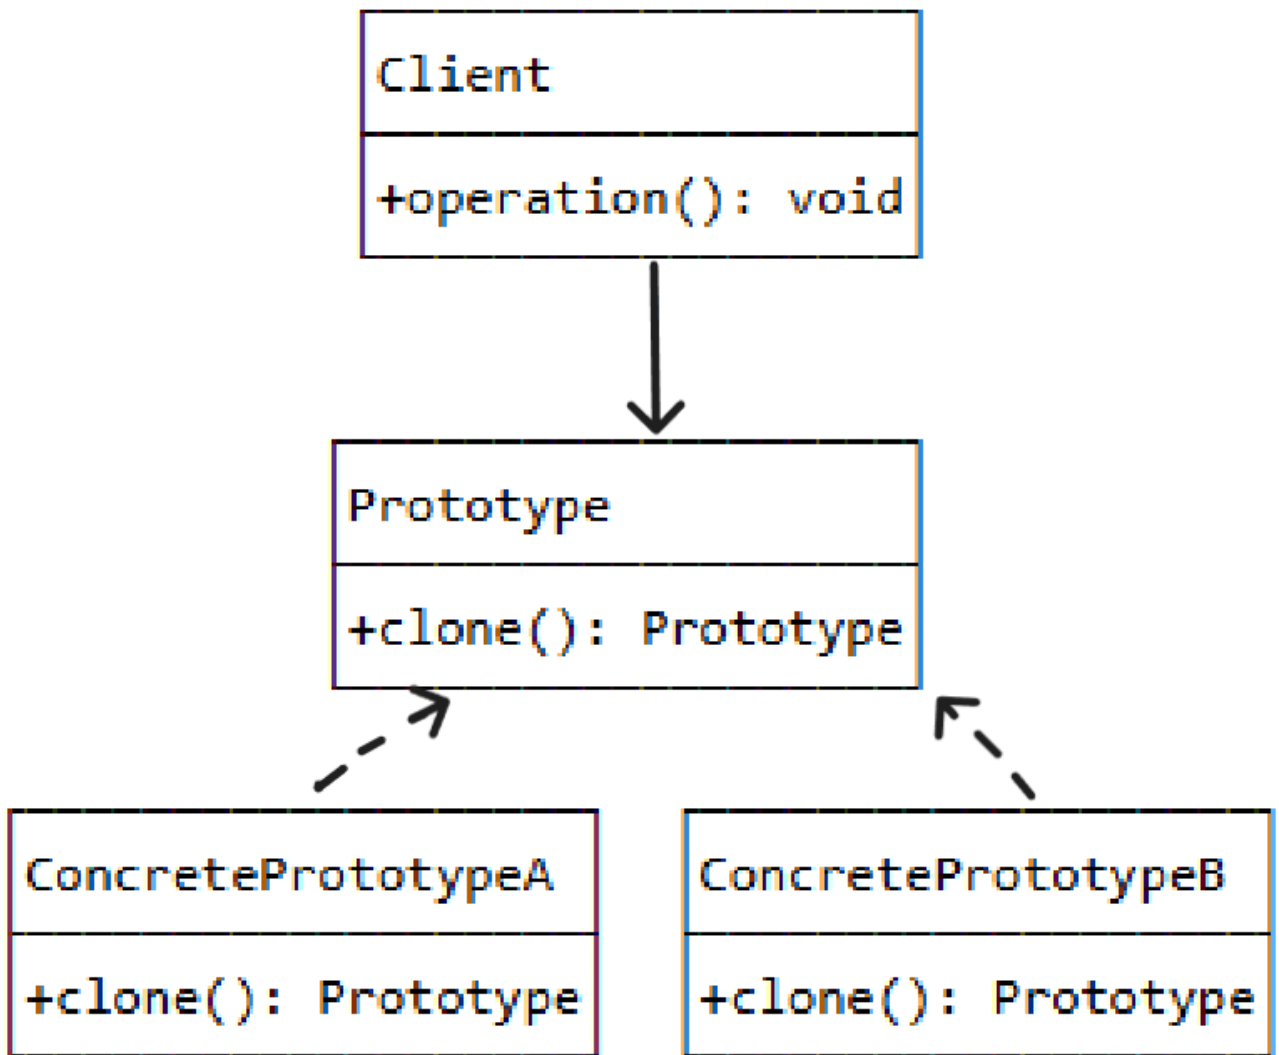 Client
+operation(): void
Prototype
+clone(): Prototype
ConcretePrototypeA
+clone(): Prototype
ConcretePrototypeB
+clone(): Prototype